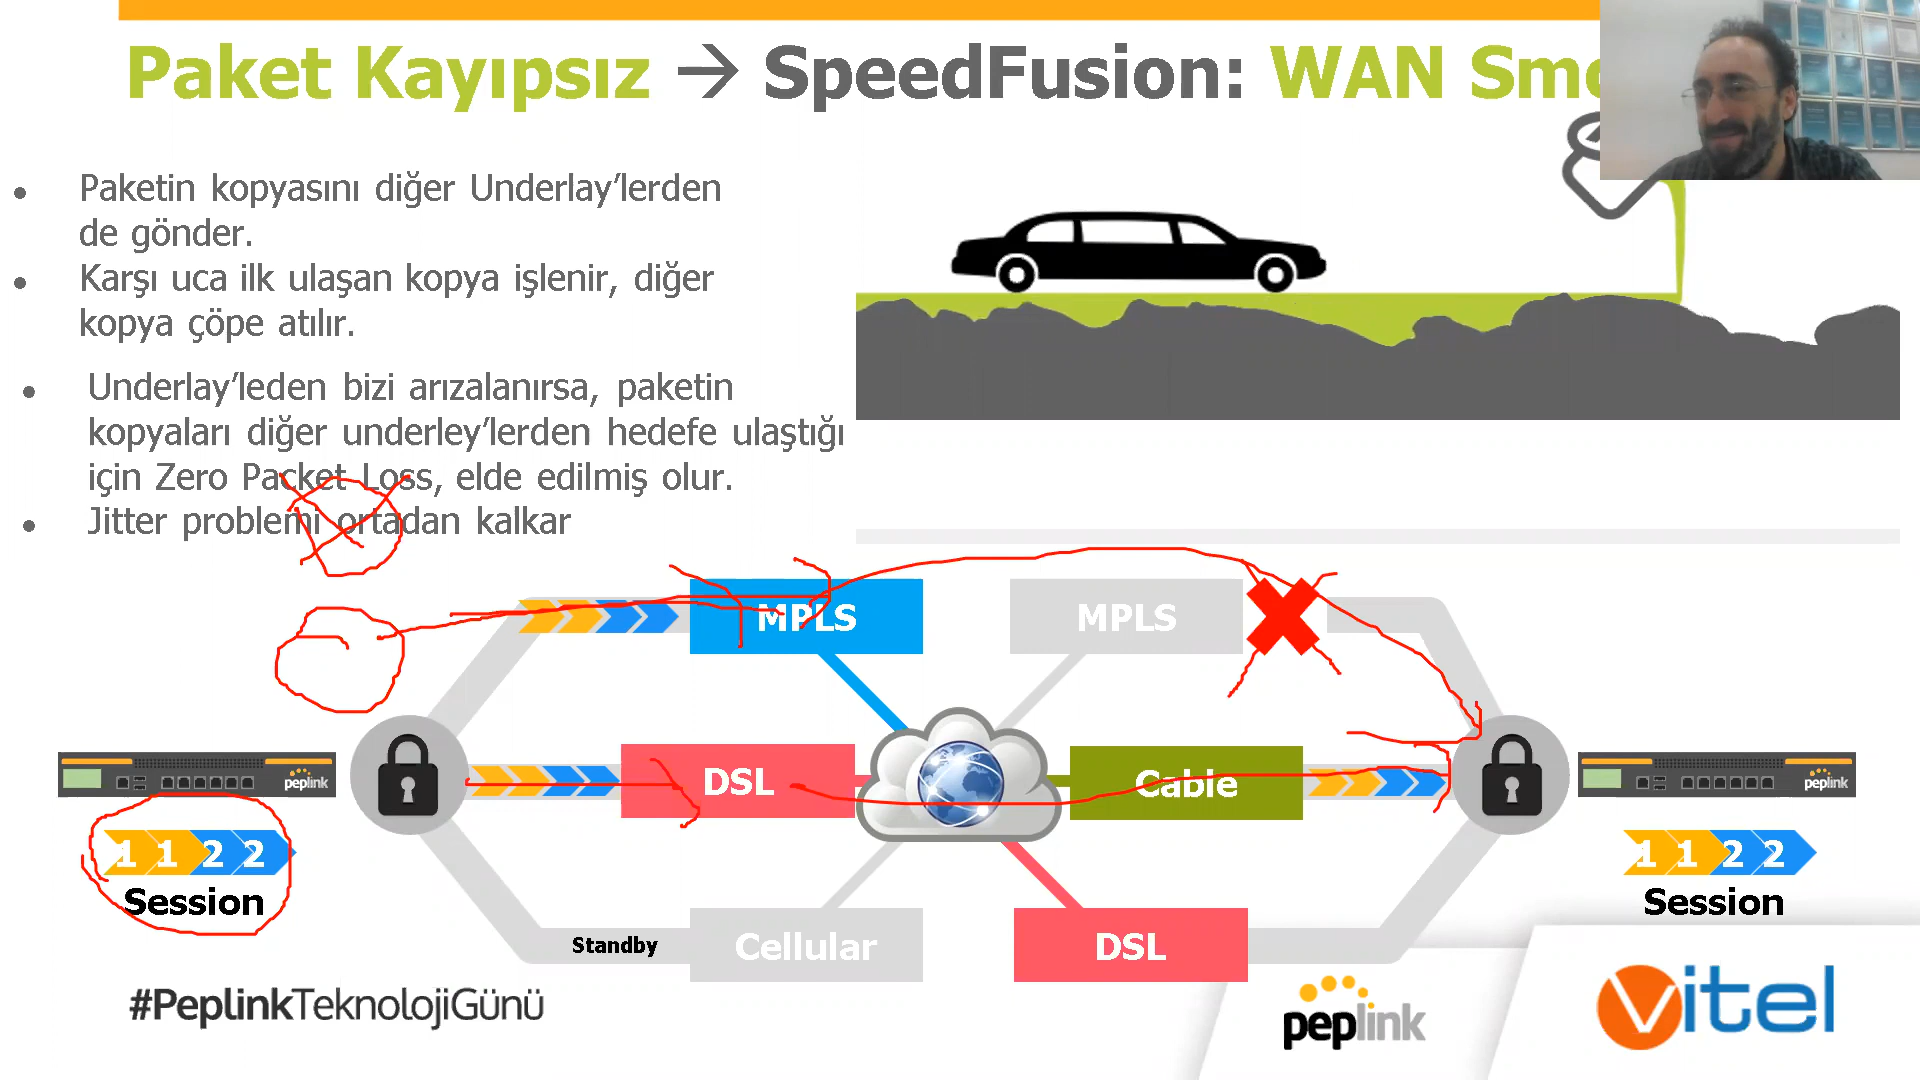 Paket Kayıpsız → SpeedFusion: WAN Smo
● Paketin kopyasını diğer Underlay’lerden
de gönder.
● Karşı uca ilk ulaşan kopya işlenir, diğer
kopya çöpe atılır.
● Underlay’leden bizi arızalanırsa, paketin
kopyaları diğer underley’lerden hedefe ulaştığı
için Zero Packet Loss, elde edilmiş olur.
● Jitter problemi ortadan kalkar
MPLS
MPLS
DSL
Cable
peplink
peplink
1 1 2 2
Session
1 1 2 2
Session
Standby
Cellular
DSL
#PeplinkTeknolojiGünü
peplink
Vitel